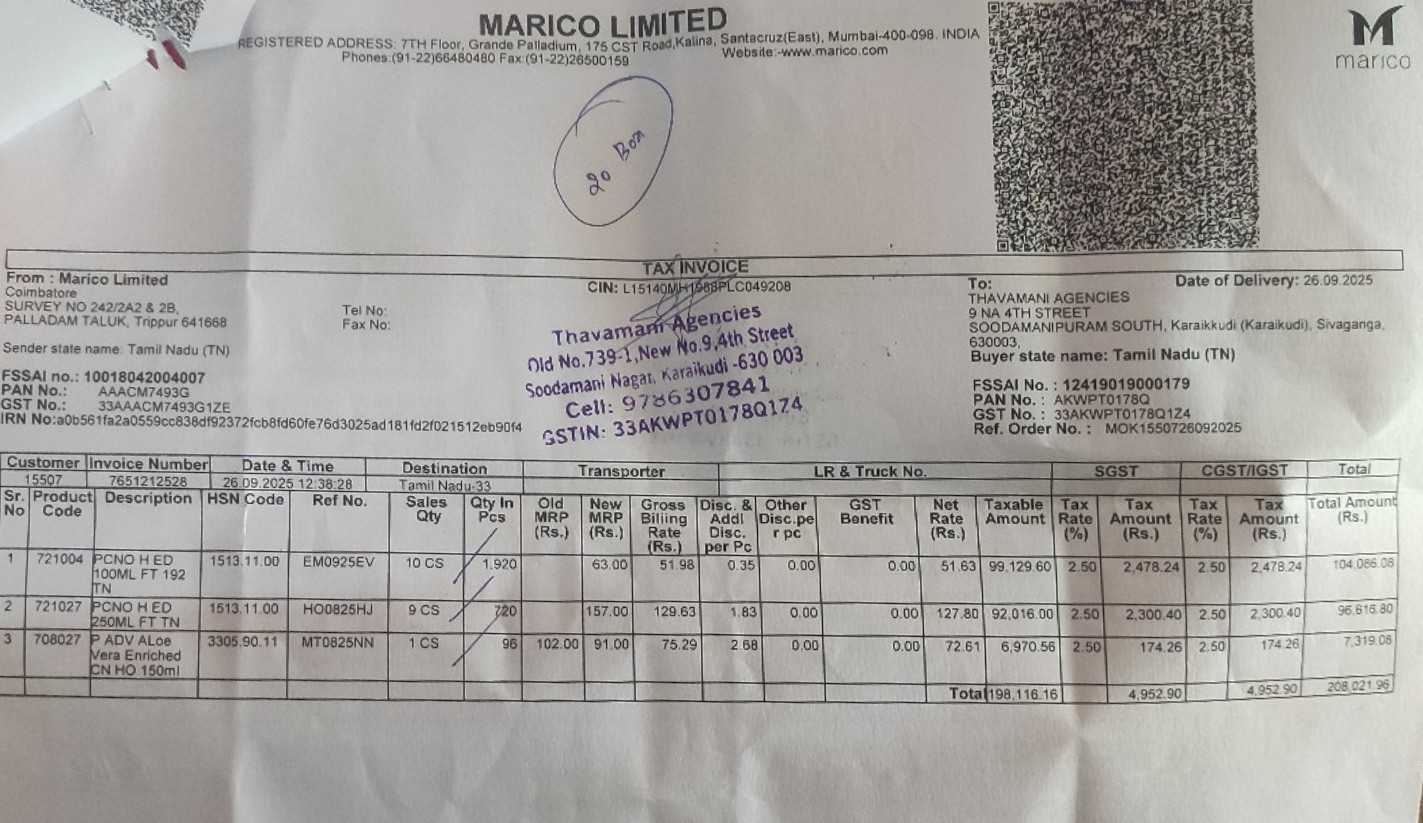 MARICO LIMITED
REGISTERED ADDRESS: 7TH Floor, Grande Palladium, 175 CST Road,Kalina, Santacruz(East), Mumbai-400-098. INDIA
Phones:(91-22)66480480 Fax:(91-22)26500159 Website:-www.marico.com
marico
20 Box
TAX INVOICE
From : Marico Limited
Coimbatore
SURVEY NO 242/2A2 & 2B,
PALLADAM TALUK, Trippur 641668
Sender state name: Tamil Nadu (TN)
FSSAI no.: 10018042004007
PAN No.: AAACM7493G
GST No.: 33AAACM7493G1ZE
IRN No:a0b561fa2a0559cc838df92372fcb8fd60fe76d3025ad181fd2f021512eb90f4
Tel No:
Fax No:
CIN: L15140MH1988PLC049208
Thavamani Agencies
Old No.739-1,New No.9,4th Street
Soodamani Nagar, Karaikudi -630 003
Cell: 9786307841
GSTIN: 33AKWPT0178Q1Z4
To: Date of Delivery: 26.09.2025
THAVAMANI AGENCIES
9 NA 4TH STREET
SOODAMANIPURAM SOUTH, Karaikkudi (Karaikudi), Sivaganga,
630003,
Buyer state name: Tamil Nadu (TN)
FSSAI No. : 12419019000179
PAN No. : AKWPT0178Q
GST No. : 33AKWPT0178Q1Z4
Ref. Order No. : MOK1550726092025
Customer Invoice Number Date & Time Destination Transporter LR & Truck No. SGST CGST/IGST Total
15507 7651212528 26.09.2025 12:38:28 Tamil Nadu-33
Sr. No Product Code Description HSN Code Ref No. Sales Qty Qty In Pcs Old MRP (Rs.) New MRP (Rs.) Gross Billing Rate (Rs.) Disc. & Addl Disc. per Pc Other Disc.per pc GST Benefit Net Rate (Rs.) Taxable Amount Tax Rate (%) Tax Amount (Rs.) Tax Rate (%) Tax Amount (Rs.) Total Amount (Rs.)
1 721004 PCNO H ED 100ML FT 192 TN 1513.11.00 EM0925EV 10 CS 1,920 63.00 51.98 0.35 0.00 0.00 51.63 99,129.60 2.50 2,478.24 2.50 2,478.24 104,086.08
2 721027 PCNO H ED 250ML FT TN 1513.11.00 HO0825HJ 9 CS 720 157.00 129.63 1.83 0.00 0.00 127.80 92,016.00 2.50 2,300.40 2.50 2,300.40 96,616.80
3 708027 P ADV ALoe Vera Enriched CN HO 150ml 3305.90.11 MT0825NN 1 CS 96 102.00 91.00 75.29 2.68 0.00 0.00 72.61 6,970.56 2.50 174.26 2.50 174.26 7,319.08
Total 198,116.16 4,952.90 4,952.90 208,021.96